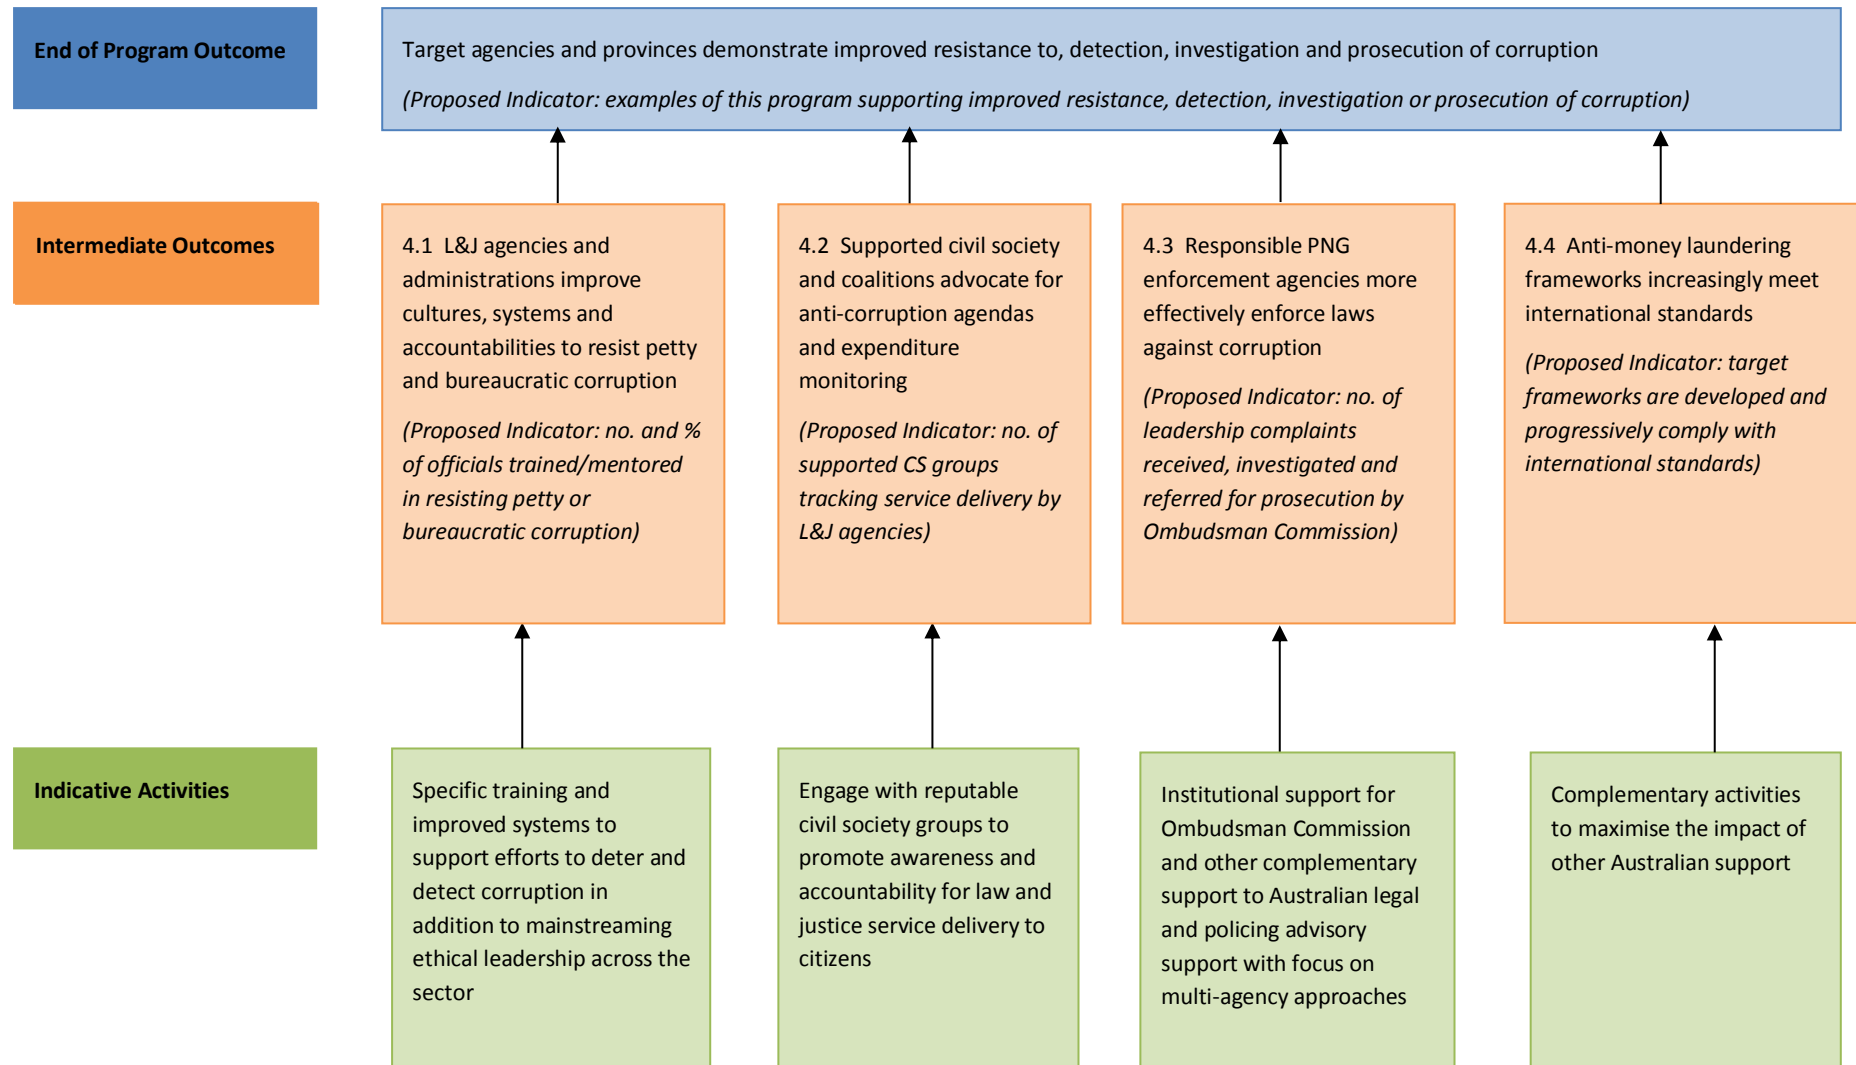 End of Program Outcome
Target agencies and provinces demonstrate improved resistance to, detection, investigation and prosecution of corruption
(Proposed Indicator: examples of this program supporting improved resistance, detection, investigation or prosecution of corruption)
Intermediate Outcomes
4.1 L&J agencies and
administrations improve
cultures, systems and
accountabilities to resist petty
and bureaucratic corruption
(Proposed Indicator: no. and %
of officials trained/mentored
in resisting petty or
bureaucratic corruption)
4.2 Supported civil society
and coalitions advocate for
anti-corruption agendas
and expenditure
monitoring
(Proposed Indicator: no. of
supported CS groups
tracking service delivery by
L&J agencies)
4.3 Responsible PNG
enforcement agencies more
effectively enforce laws
against corruption
(Proposed Indicator: no. of
leadership complaints
received, investigated and
referred for prosecution by
Ombudsman Commission)
4.4 Anti-money laundering
frameworks increasingly meet
international standards
(Proposed Indicator: target
frameworks are developed and
progressively comply with
international standards)
Indicative Activities
Specific training and
improved systems to
support efforts to deter and
detect corruption in
addition to mainstreaming
ethical leadership across the
sector
Engage with reputable
civil society groups to
promote awareness and
accountability for law and
justice service delivery to
citizens
Institutional support for
Ombudsman Commission
and other complementary
support to Australian legal
and policing advisory
support with focus on
multi-agency approaches
Complementary activities
to maximise the impact of
other Australian support